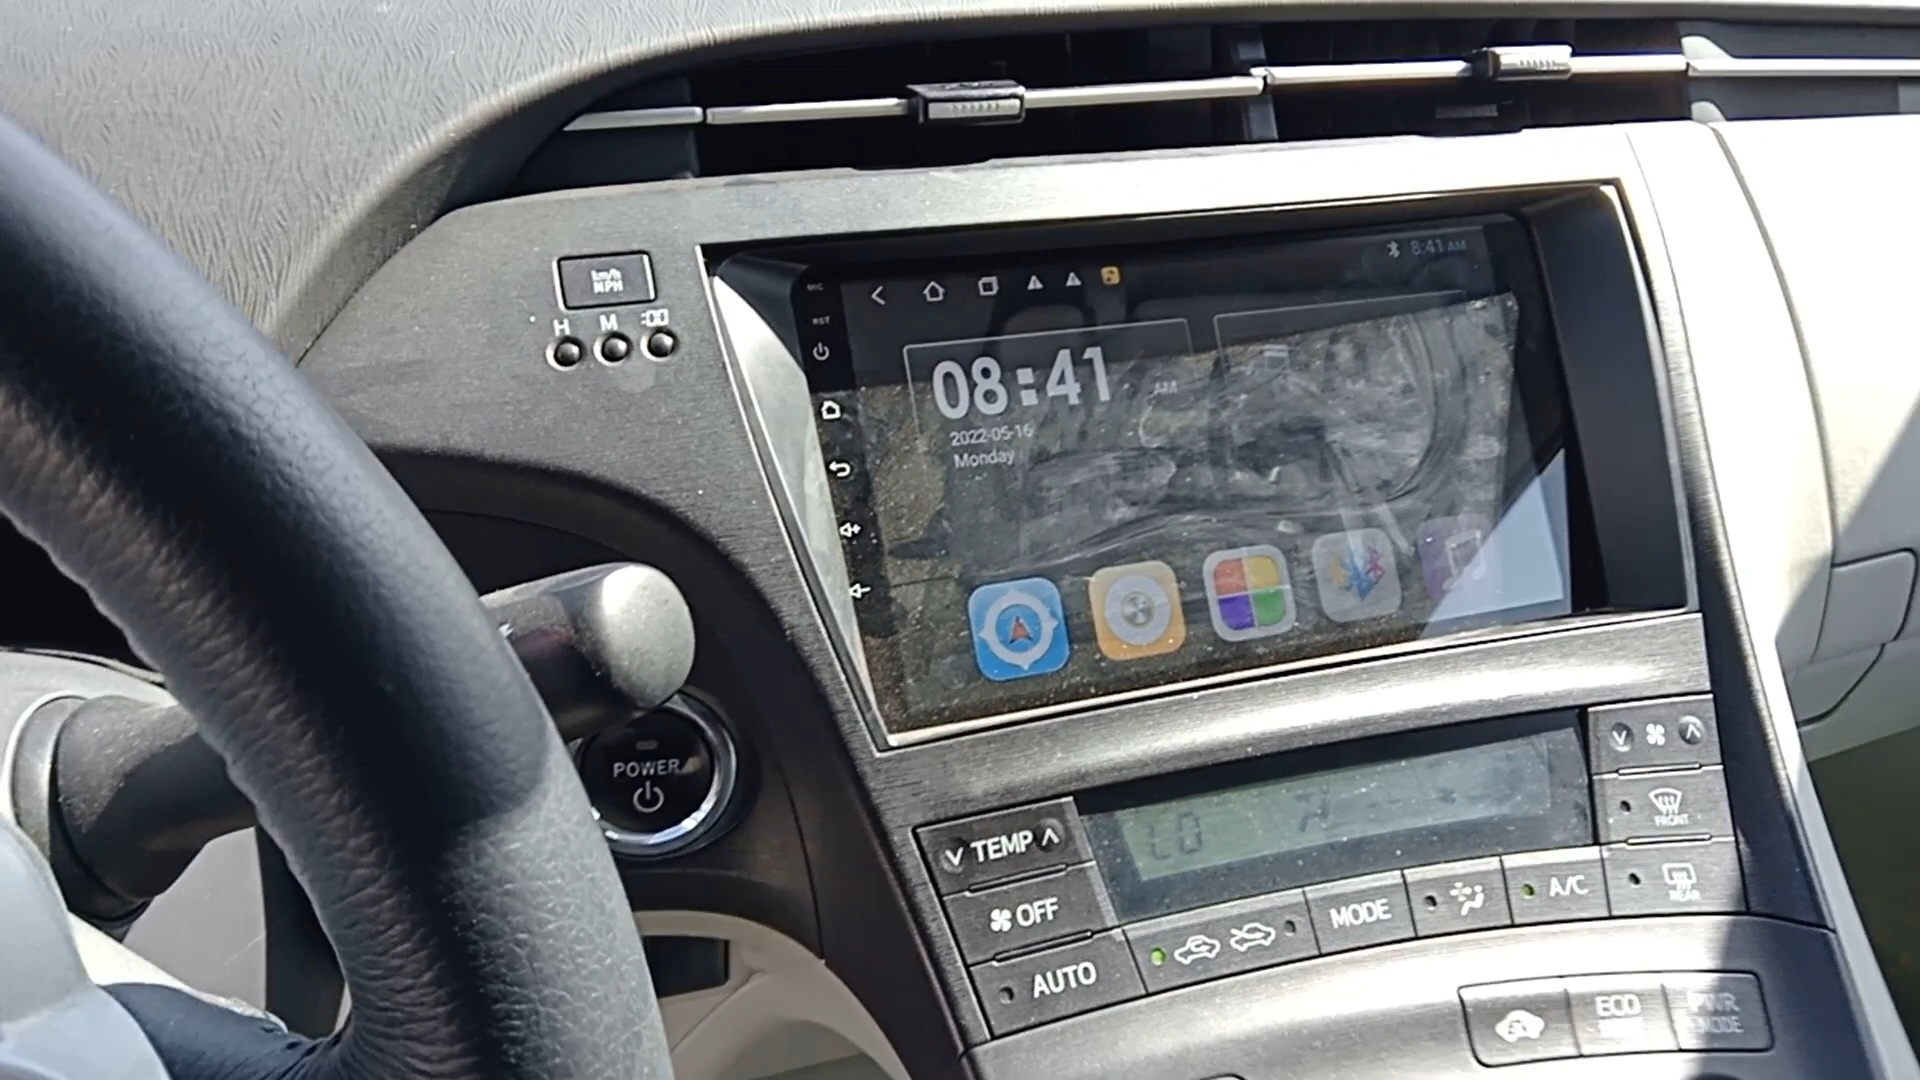 km/h
MPH
H M :00
MIC
RST
8:41 AM
08:41 AM
2022-05-16
Monday
POWER
TEMP
LO
OFF
AUTO
MODE
A/C
FRONT
REAR
ECO
PWR
MODE